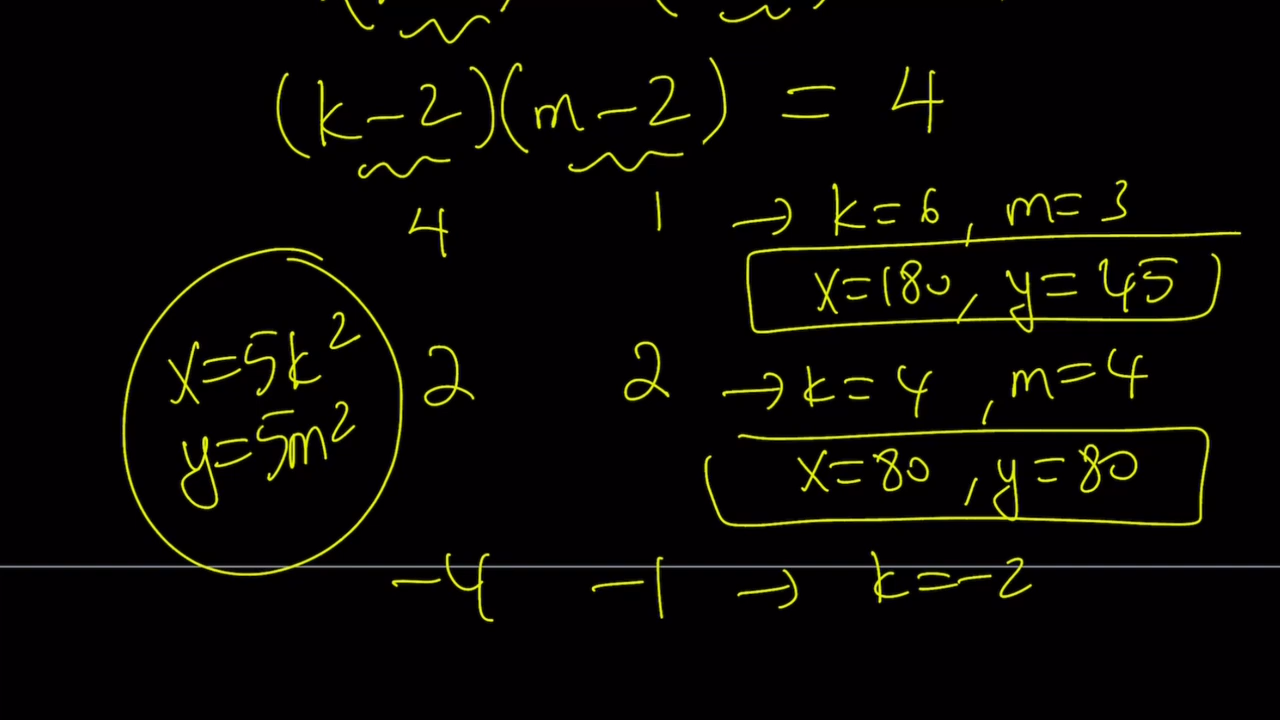 (k-2)(m-2) = 4
4 1 → k=6, m=3
x=180, y=45
x=5k²
y=5m²
2 2 → k=4, m=4
x=80, y=80
-4 -1 → k=-2